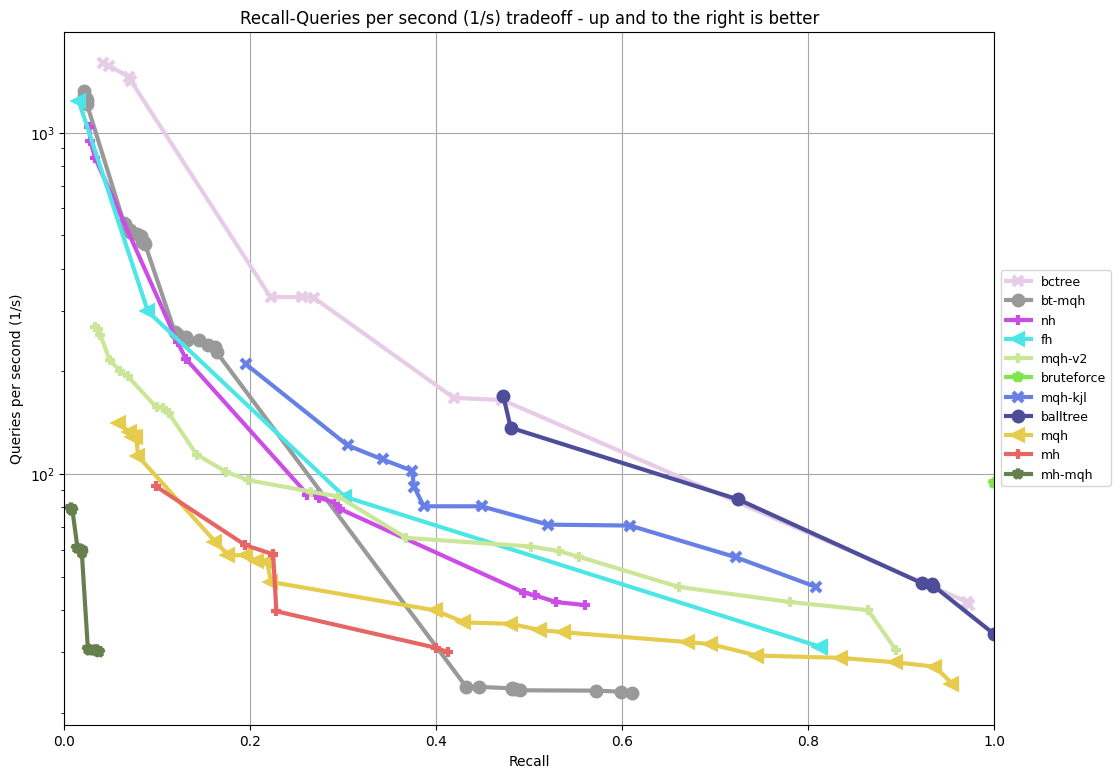 Recall-Queries per second (1/s) tradeoff - up and to the right is better
Queries per second (1/s)
10³
10²
0.0 0.2 0.4 0.6 0.8 1.0
Recall
bctree
bt-mqh
nh
fh
mqh-v2
bruteforce
mqh-kjl
balltree
mqh
mh
mh-mqh